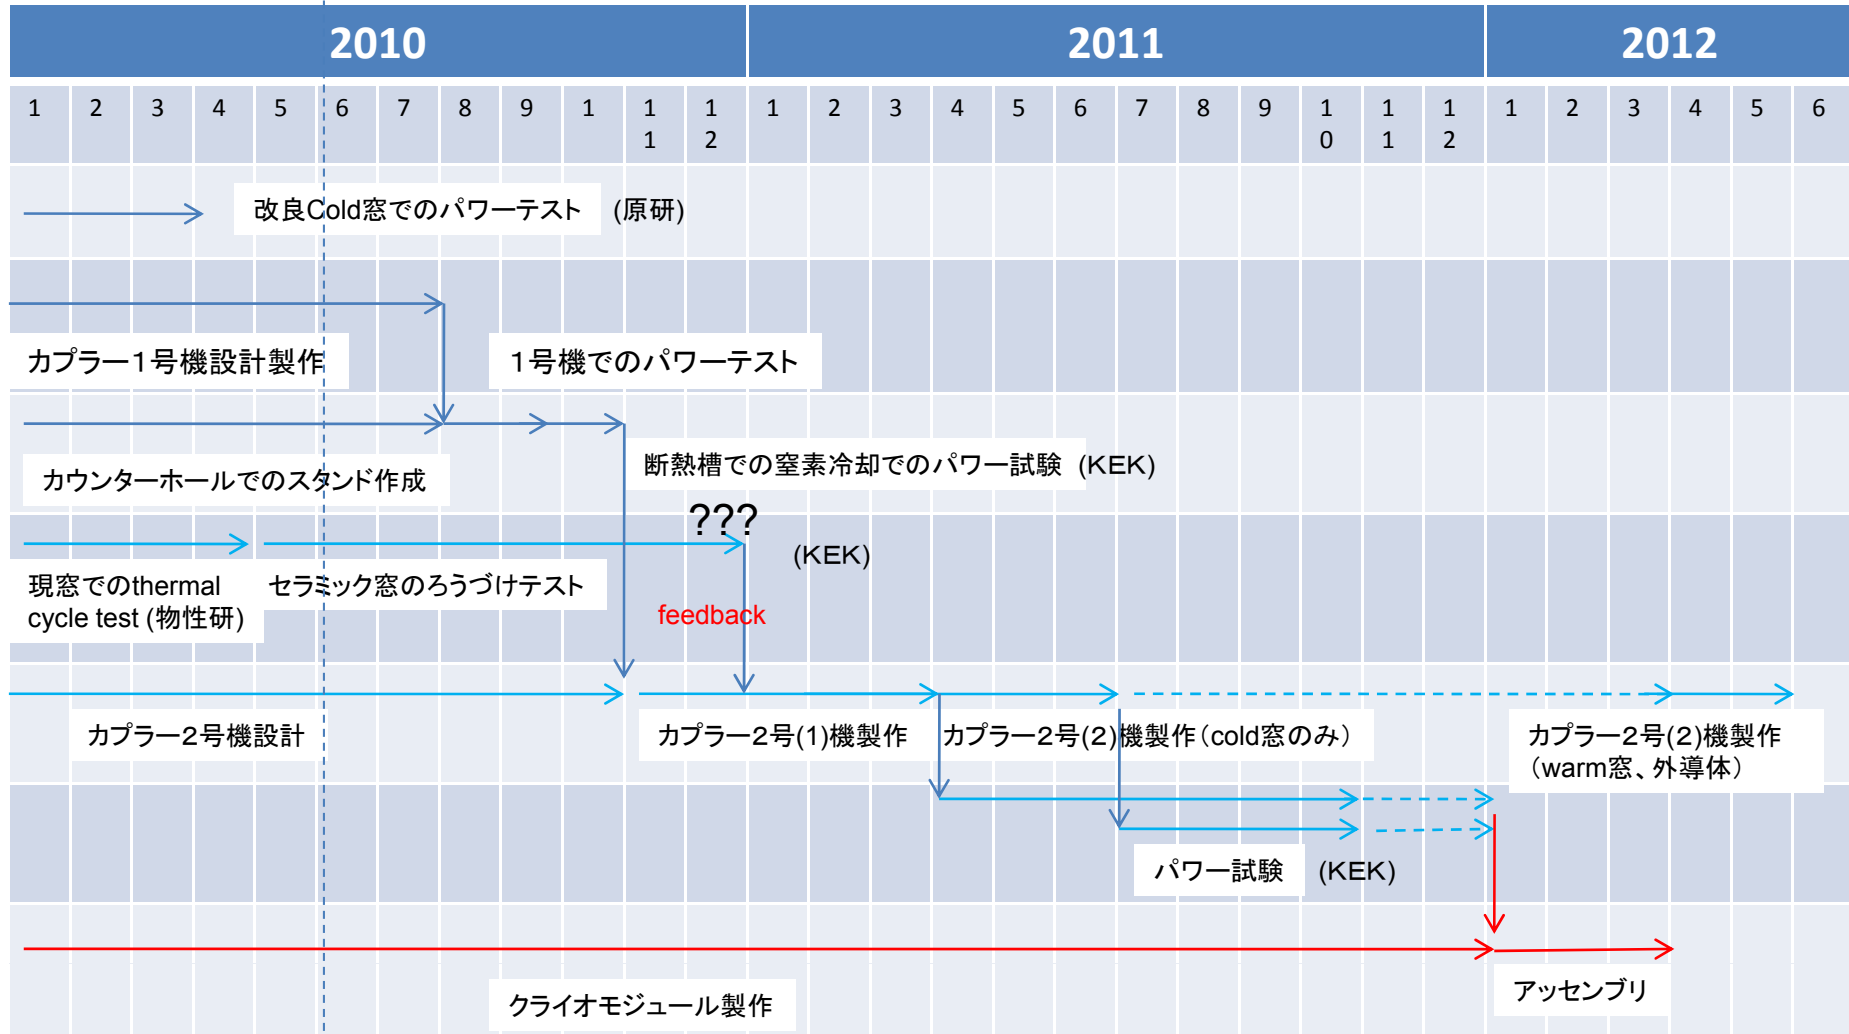 2010 2011 2012
1 2 3 4 5 6 7 8 9 1 11 12 1 2 3 4 5 6 7 8 9 10 11 12 1 2 3 4 5 6
改良Cold窓でのパワーテスト (原研)
カプラー１号機設計製作
１号機でのパワーテスト
カウンターホールでのスタンド作成
断熱槽での窒素冷却でのパワー試験 (KEK)
???
(KEK)
現窓でのthermal
cycle test (物性研)
セラミック窓のろうづけテスト
feedback
カプラー２号機設計
カプラー２号(1)機製作
カプラー２号(2)機製作（cold窓のみ）
カプラー２号(2)機製作
（warm窓、外導体）
パワー試験 (KEK)
クライオモジュール製作
アッセンブリ